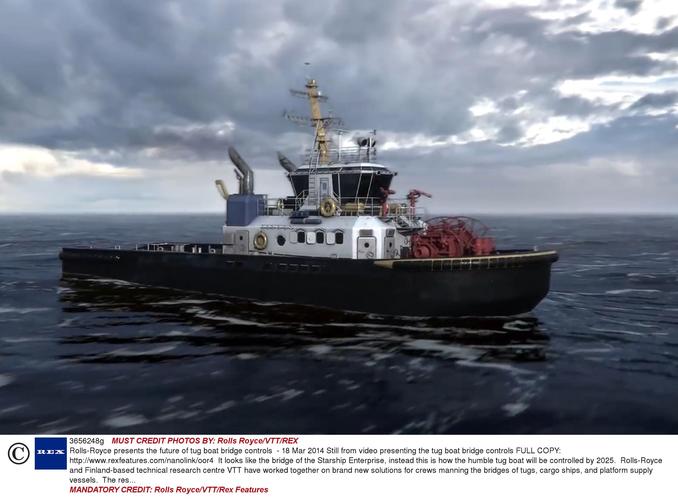 © REX 3656248g MUST CREDIT PHOTOS BY: Rolls Royce/VTT/REX
Rolls-Royce presents the future of tug boat bridge controls - 18 Mar 2014 Still from video presenting the tug boat bridge controls FULL COPY:
http://www.rexfeatures.com/nanolink/oor4 It looks like the bridge of the Starship Enterprise, instead this is how the humble tug boat will be controlled by 2025. Rolls-Royce
and Finland-based technical research centre VTT have worked together on brand new solutions for crews manning the bridges of tugs, cargo ships, and platform supply
vessels. The res...
MANDATORY CREDIT: Rolls Royce/VTT/Rex Features